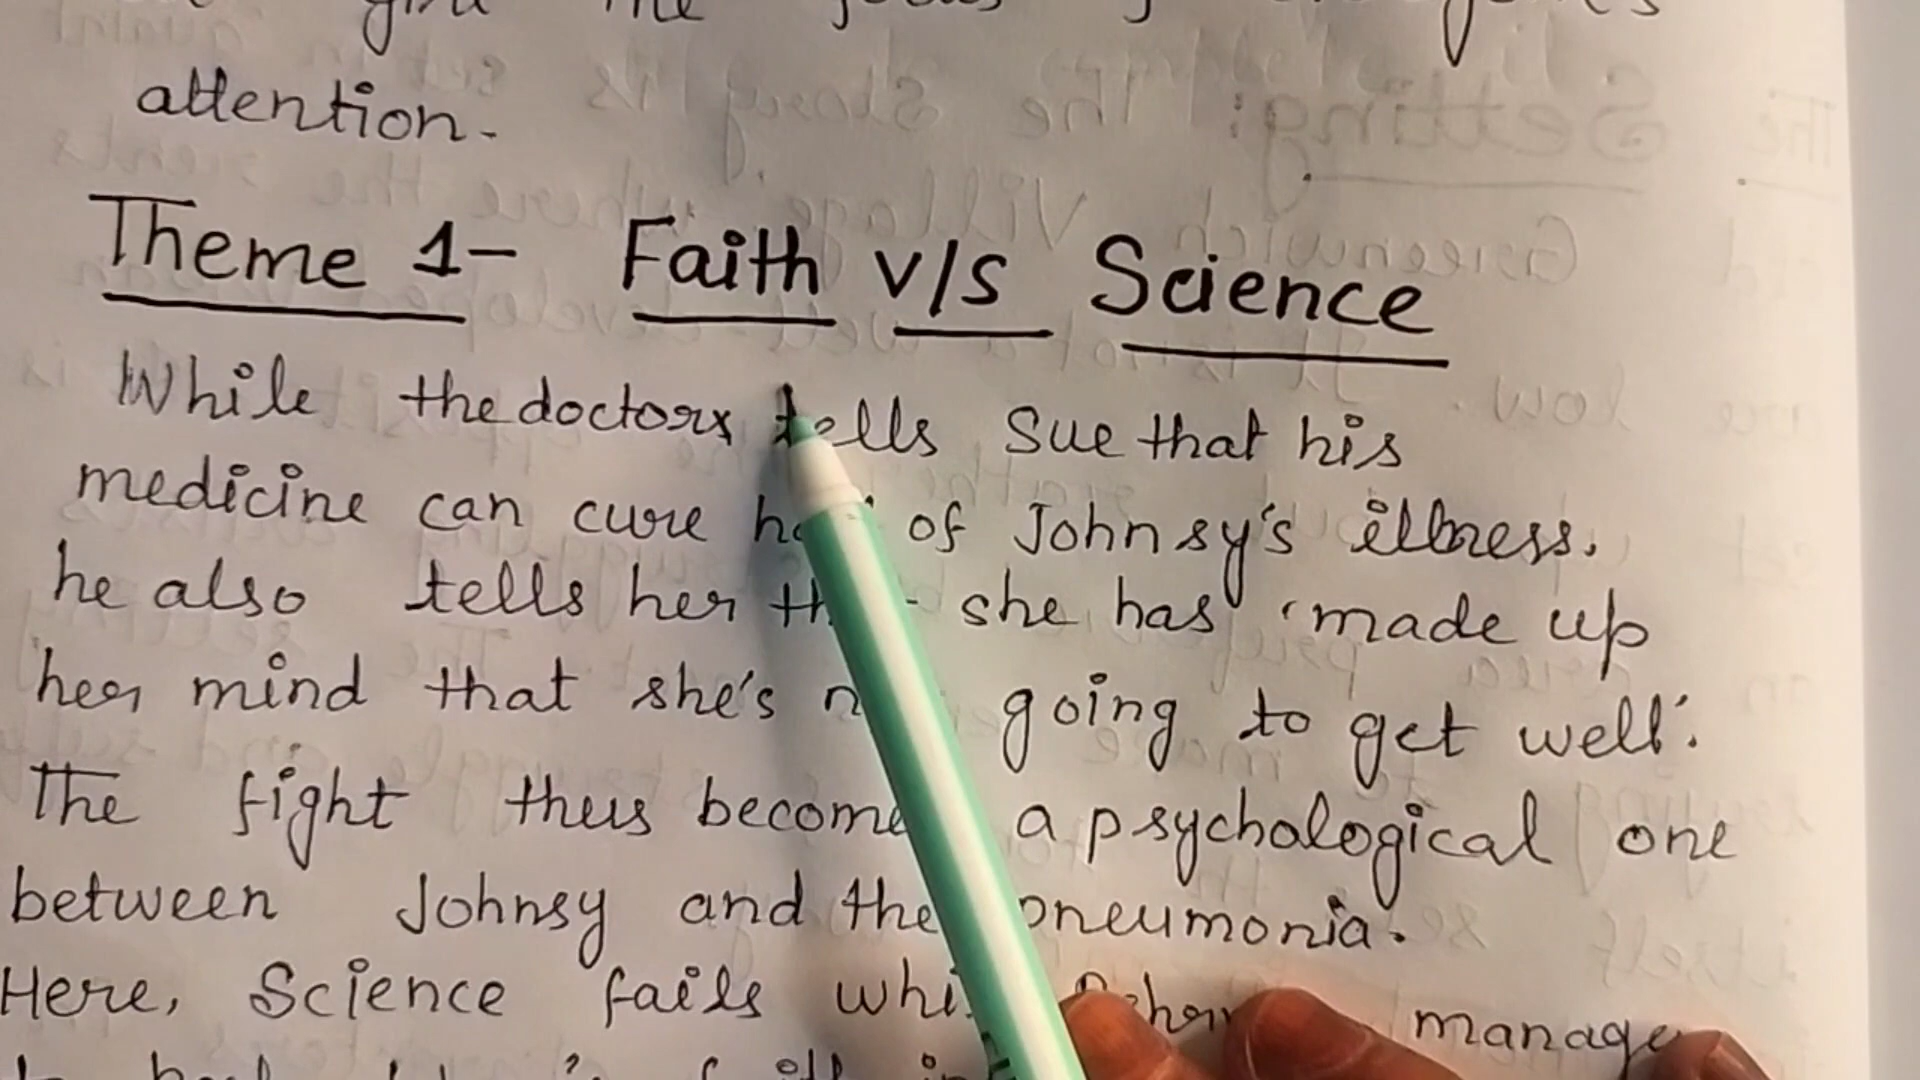 the
attention.
Theme 1- Faith v/s Science
While the doctors tells Sue that his
medicine can cure of Johnsy's illness.
he also tells her she has 'made up
her mind that she's going to get well'.
The fight thus a psychological one
between Johnsy and the pneumonia.
Here, Science fails manage